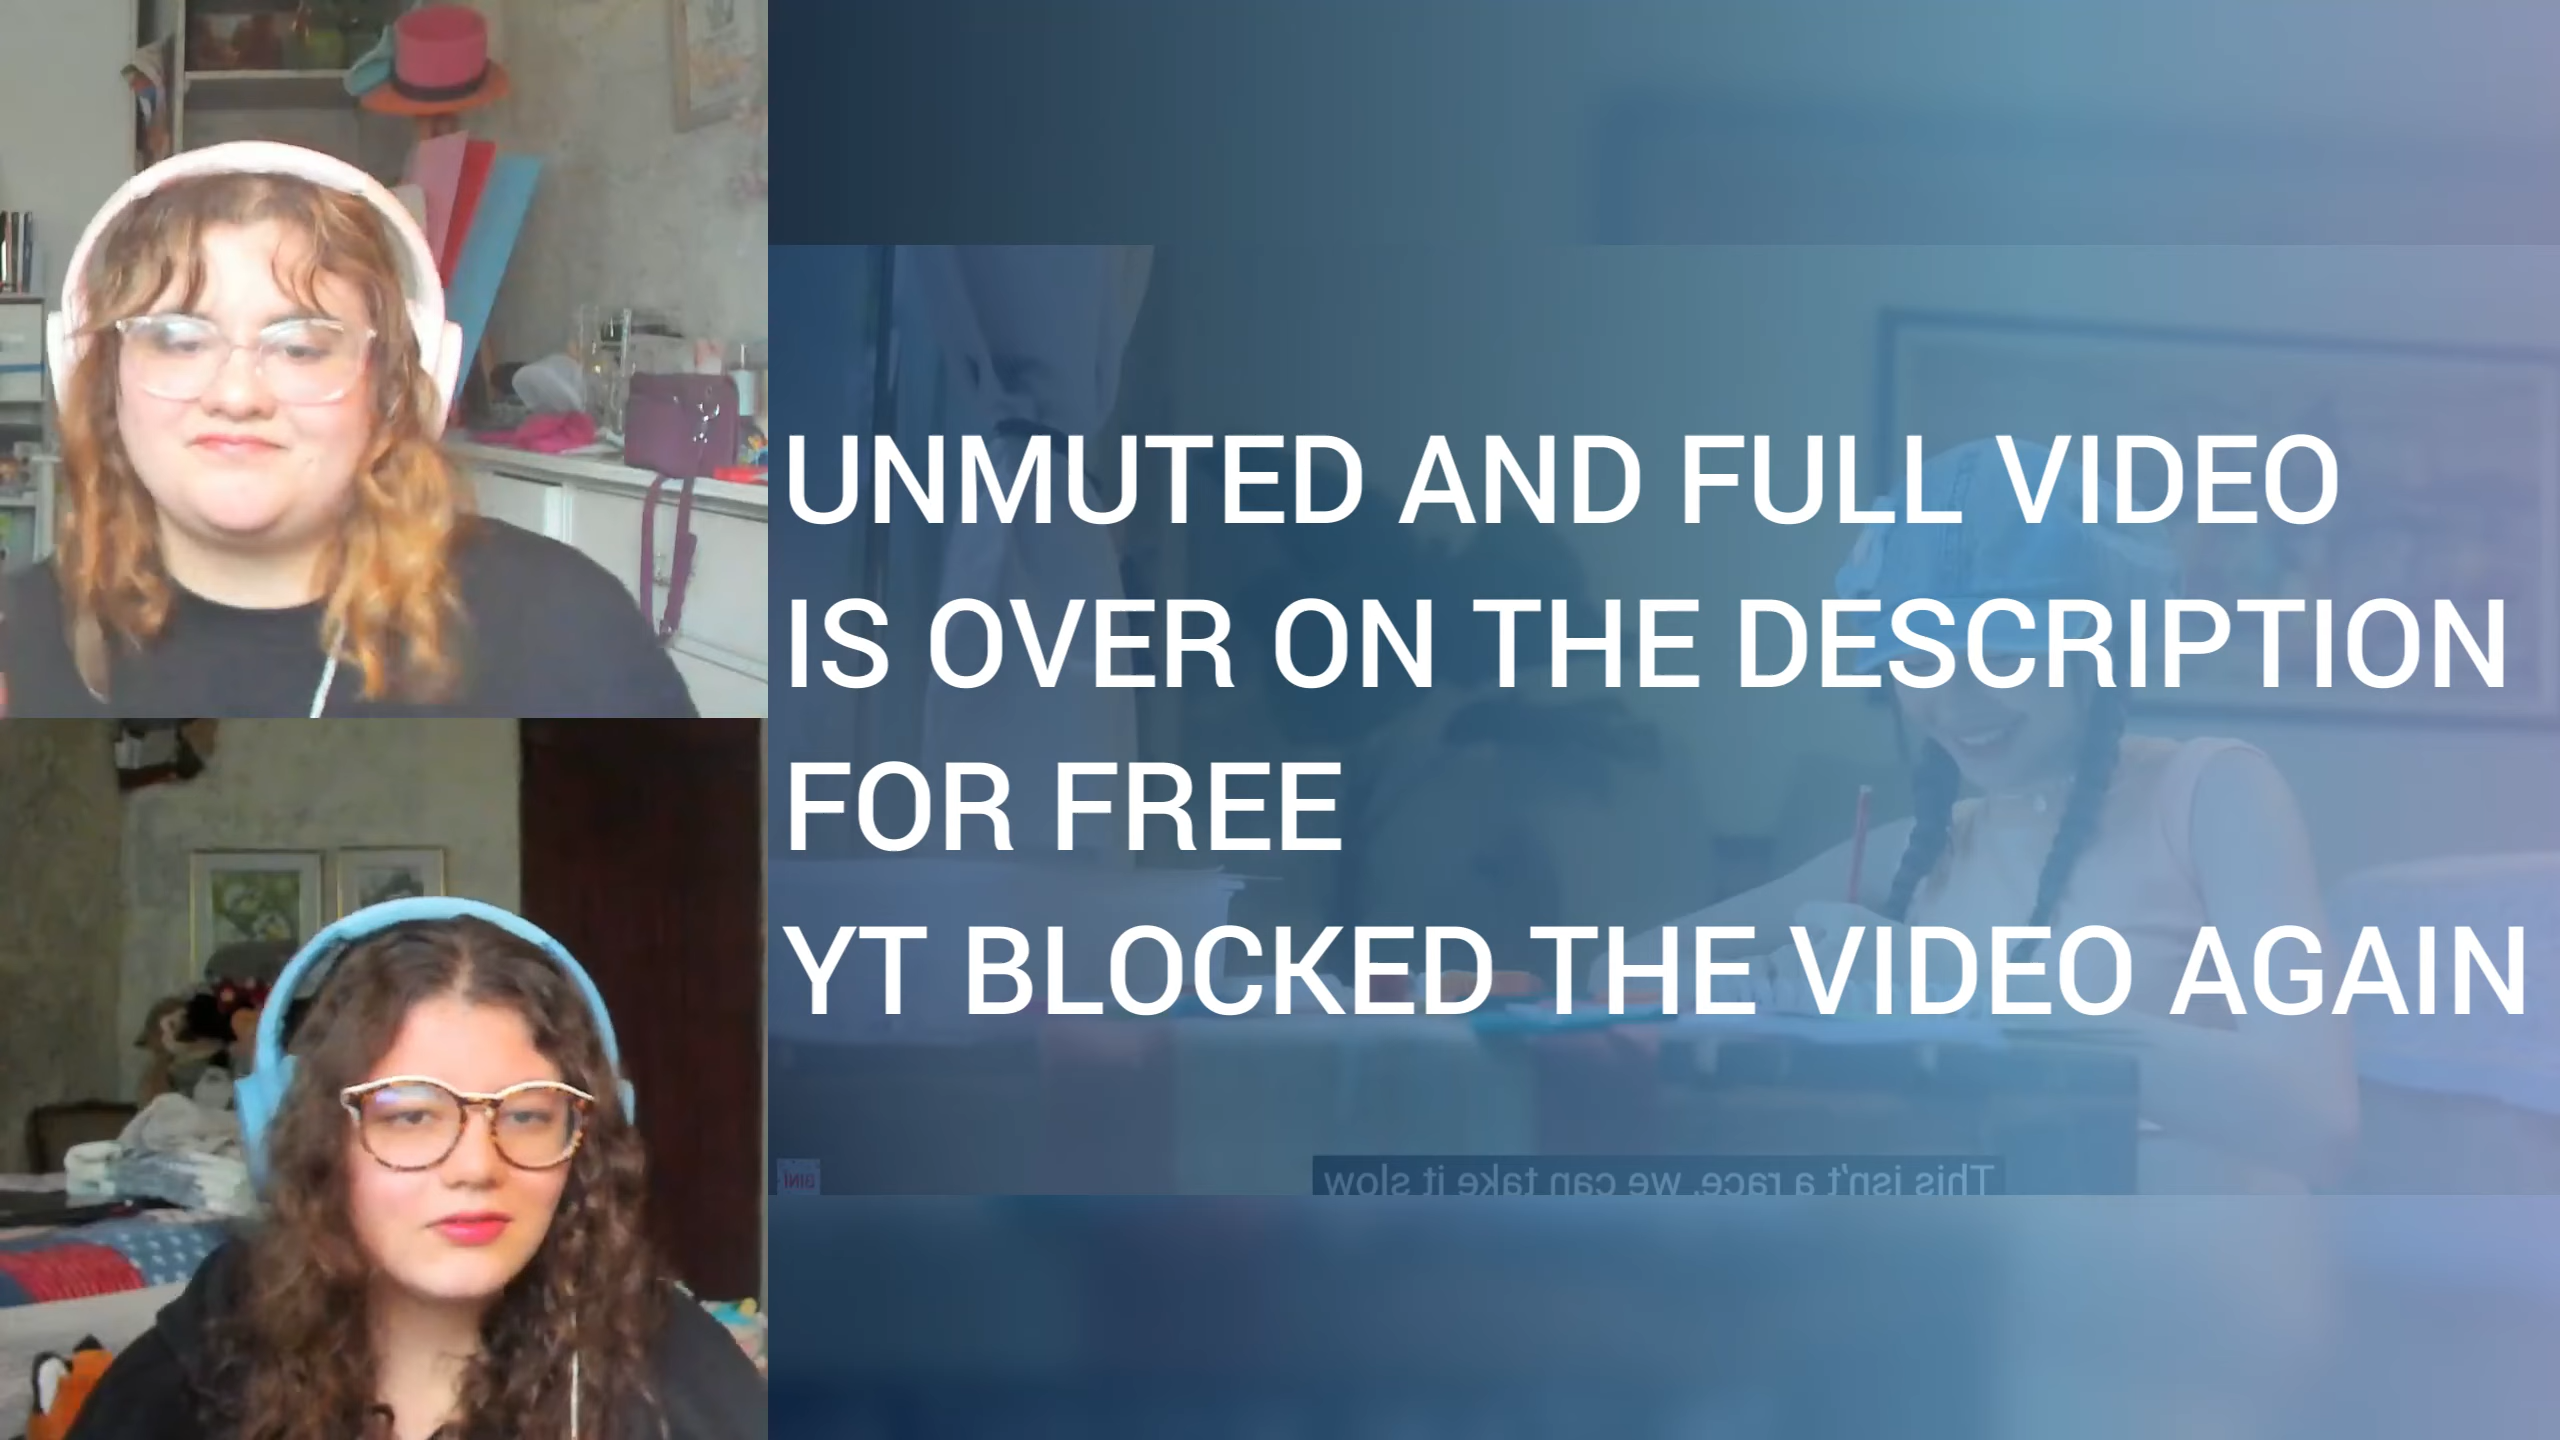 UNMUTED AND FULL VIDEO
IS OVER ON THE DESCRIPTION
FOR FREE
YT BLOCKED THE VIDEO AGAIN
This isn't a race, we can take it slow
BINI